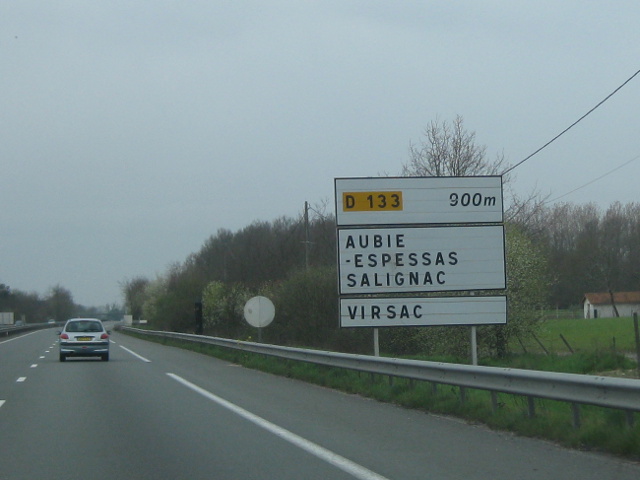 D 133 900m
AUBIE
-ESPESSAS
SALIGNAC
VIRSAC